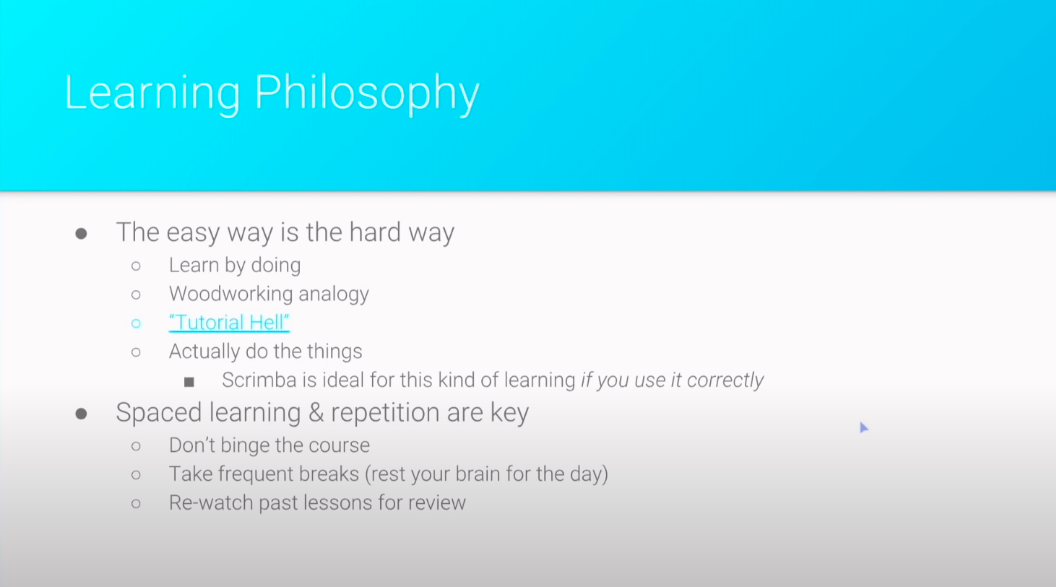 Learning Philosophy
● The easy way is the hard way
○ Learn by doing
○ Woodworking analogy
○ “Tutorial Hell”
○ Actually do the things
■ Scrimba is ideal for this kind of learning if you use it correctly
● Spaced learning & repetition are key
○ Don’t binge the course
○ Take frequent breaks (rest your brain for the day)
○ Re-watch past lessons for review